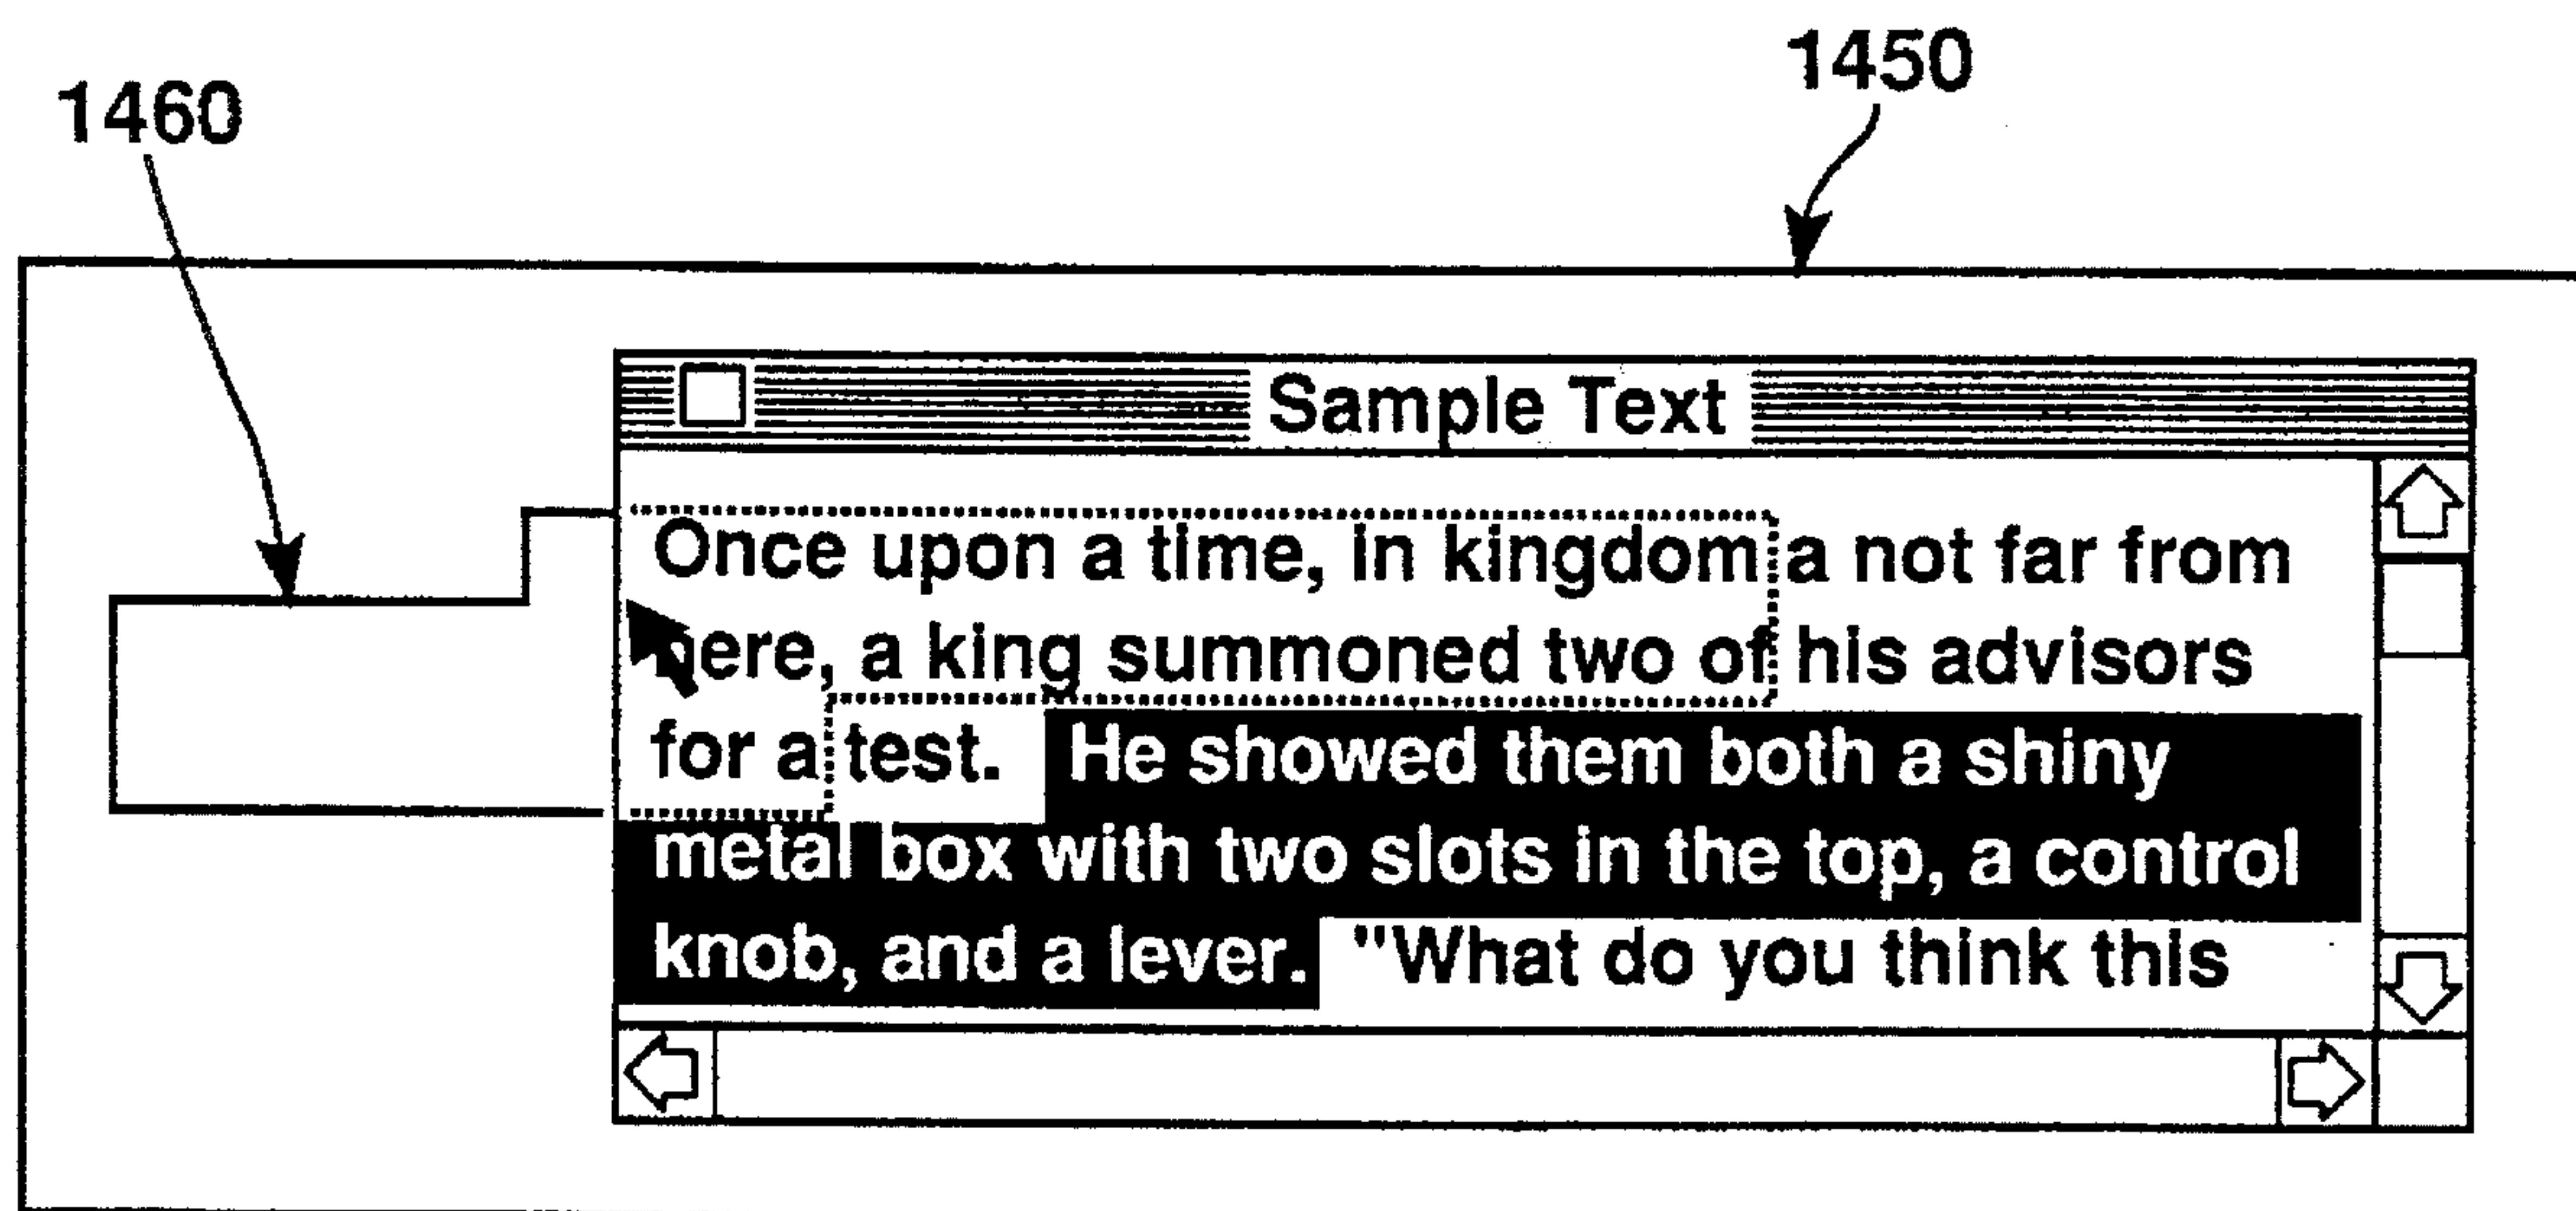 1450
1460
Sample Text
Once upon a time, in kingdom a not far from
here, a king summoned two of his advisors
for a test. He showed them both a shiny
metal box with two slots in the top, a control
knob, and a lever. "What do you think this